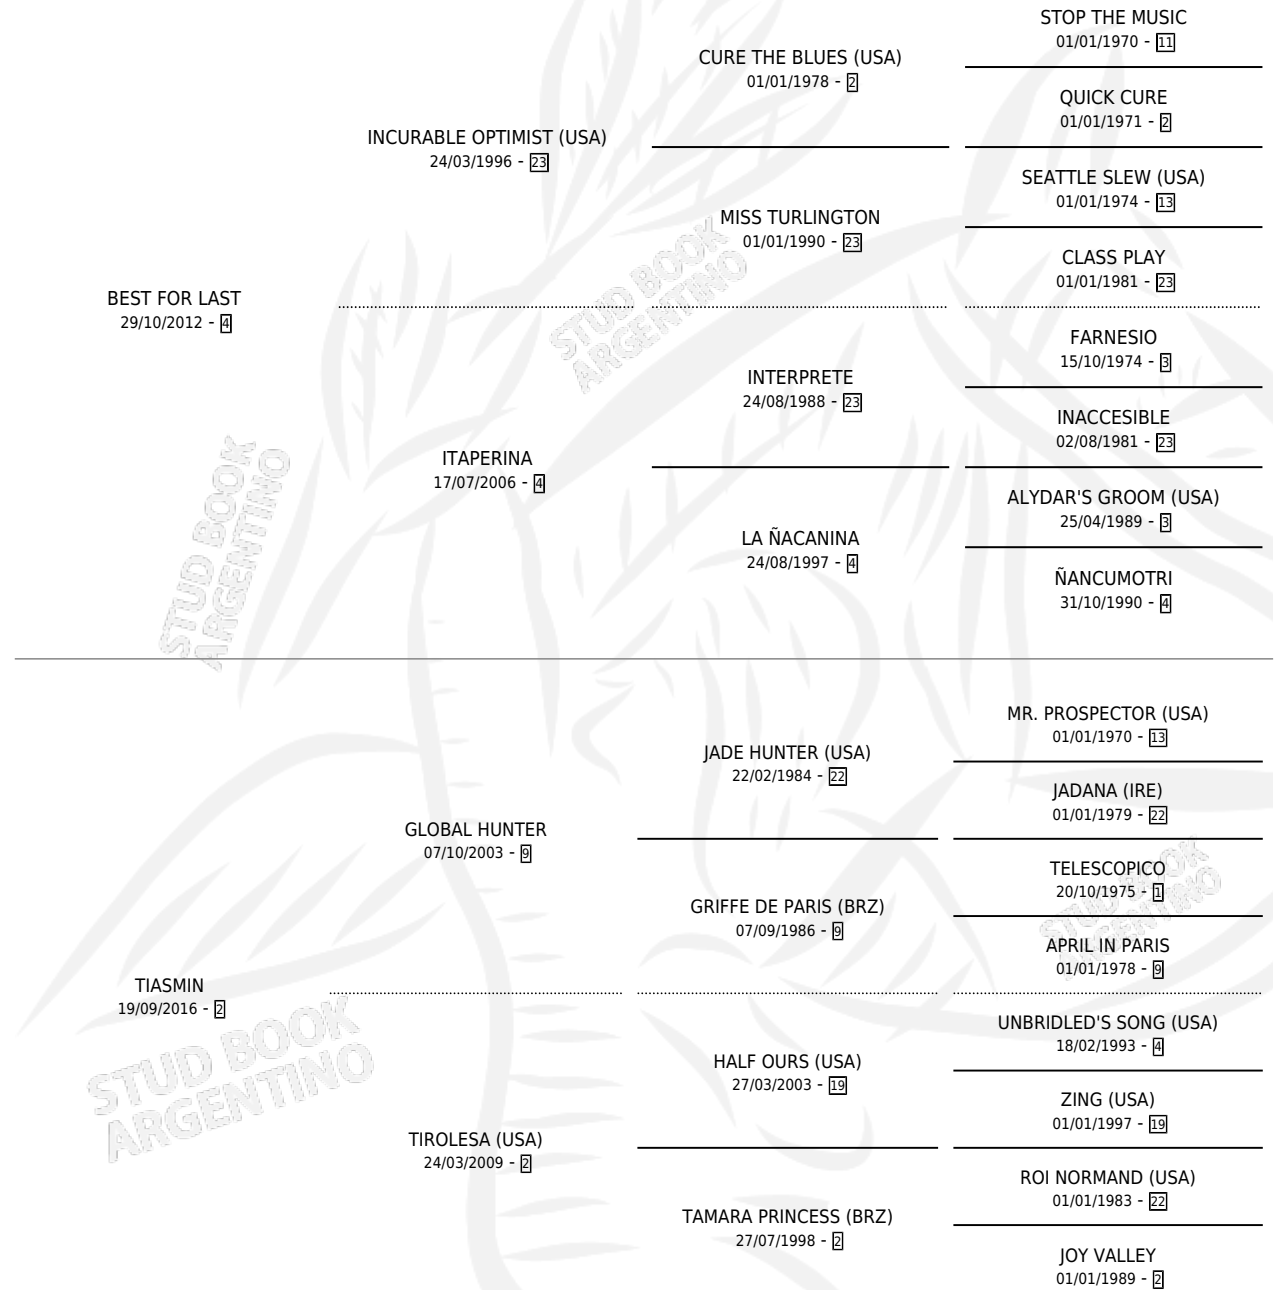 STOP THE MUSIC
01/01/1970 - 11
CURE THE BLUES (USA)
01/01/1978 - 2
QUICK CURE
01/01/1971 - 2
INCURABLE OPTIMIST (USA)
24/03/1996 - 23
SEATTLE SLEW (USA)
01/01/1974 - 13
MISS TURLINGTON
01/01/1990 - 23
CLASS PLAY
01/01/1981 - 23
BEST FOR LAST
29/10/2012 - 4
STUD BOOK
ARGENTINO
FARNESIO
15/10/1974 - 3
INTERPRETE
24/08/1988 - 23
INACCESIBLE
02/08/1981 - 23
ITAPERINA
17/07/2006 - 4
ALYDAR'S GROOM (USA)
25/04/1989 - 3
LA ÑACANINA
24/08/1997 - 4
ÑANCUMOTRI
31/10/1990 - 4
STUD BOOK
ARGENTINO
MR. PROSPECTOR (USA)
01/01/1970 - 13
JADE HUNTER (USA)
22/02/1984 - 22
JADANA (IRE)
01/01/1979 - 22
GLOBAL HUNTER
07/10/2003 - 9
TELESCOPICO
20/10/1975 - 1
GRIFFE DE PARIS (BRZ)
07/09/1986 - 9
STUD BOOK
ARGENTINO
APRIL IN PARIS
01/01/1978 - 9
TIASMIN
19/09/2016 - 2
UNBRIDLED'S SONG (USA)
18/02/1993 - 4
STUD BOOK
ARGENTINO
HALF OURS (USA)
27/03/2003 - 19
ZING (USA)
01/01/1997 - 19
TIROLESA (USA)
24/03/2009 - 2
ROI NORMAND (USA)
01/01/1983 - 22
TAMARA PRINCESS (BRZ)
27/07/1998 - 2
JOY VALLEY
01/01/1989 - 2